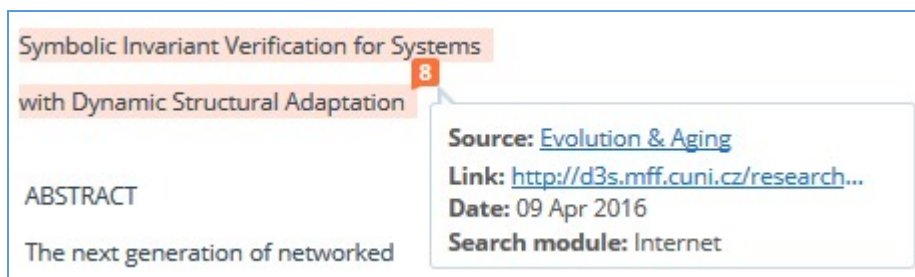 Symbolic Invariant Verification for Systems
8
with Dynamic Structural Adaptation
Source: Evolution & Aging
Link: http://d3s.mff.cuni.cz/research...
Date: 09 Apr 2016
Search module: Internet
ABSTRACT
The next generation of networked